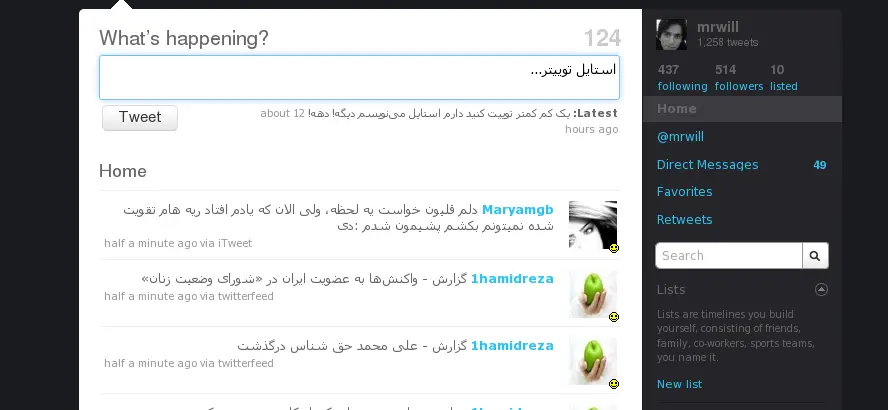 What's happening?
124
استایل توییتر...
Tweet
Latest: یک کم کمتر توییت کنید دارم استایل می‌نویسم دیگه! دهه! about 12
hours ago
Home
Maryamgb دلم قلیون خواست یه لحظه، ولی الان که یادم افتاد ریه هام تقویت
شده نمیتونم بکشم پشیمون شدم :دی
half a minute ago via iTweet
1hamidreza گزارش - واکنش‌ها به عضویت ایران در «شورای وضعیت زنان»
half a minute ago via twitterfeed
1hamidreza گزارش - علی محمد حق شناس درگذشت
half a minute ago via twitterfeed
1hamidreza
mrwill
1,258 tweets
437 514 10
following followers listed
Home
@mrwill
Direct Messages 49
Favorites
Retweets
Search
Lists
Lists are timelines you build
yourself, consisting of friends,
family, co-workers, sports teams,
you name it.
New list